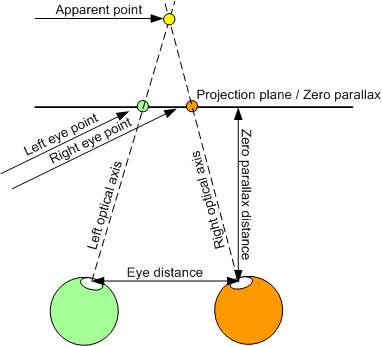 Apparent point
Projection plane / Zero parallax
Left eye point
Right eye point
Left optical axis
Right optical axis
Zero parallax distance
Eye distance